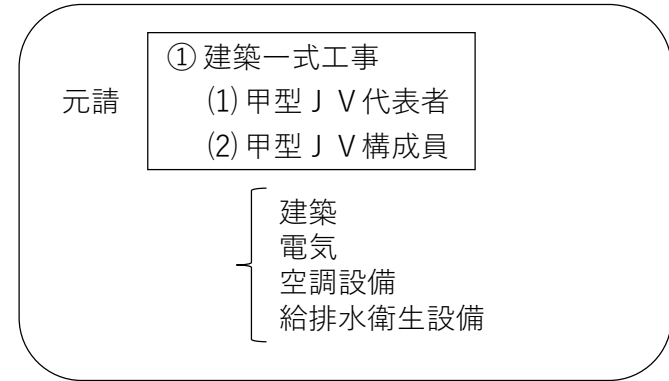 ① 建築一式工事
元請
⑴ 甲型ＪＶ代表者
⑵ 甲型ＪＶ構成員
建築
電気
空調設備
給排水衛生設備